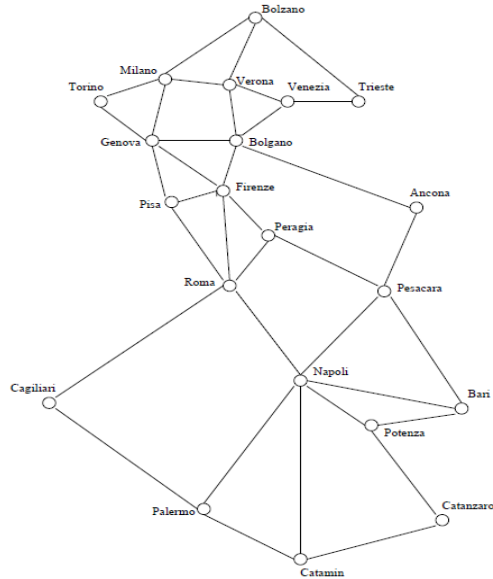 Bolzano
Milano
Verona
Torino
Venezia
Trieste
Genova
Bolgano
Firenze
Pisa
Ancona
Peragia
Roma
Pesacara
Napoli
Cagiliari
Bari
Potenza
Catanzaro
Palermo
Catamin